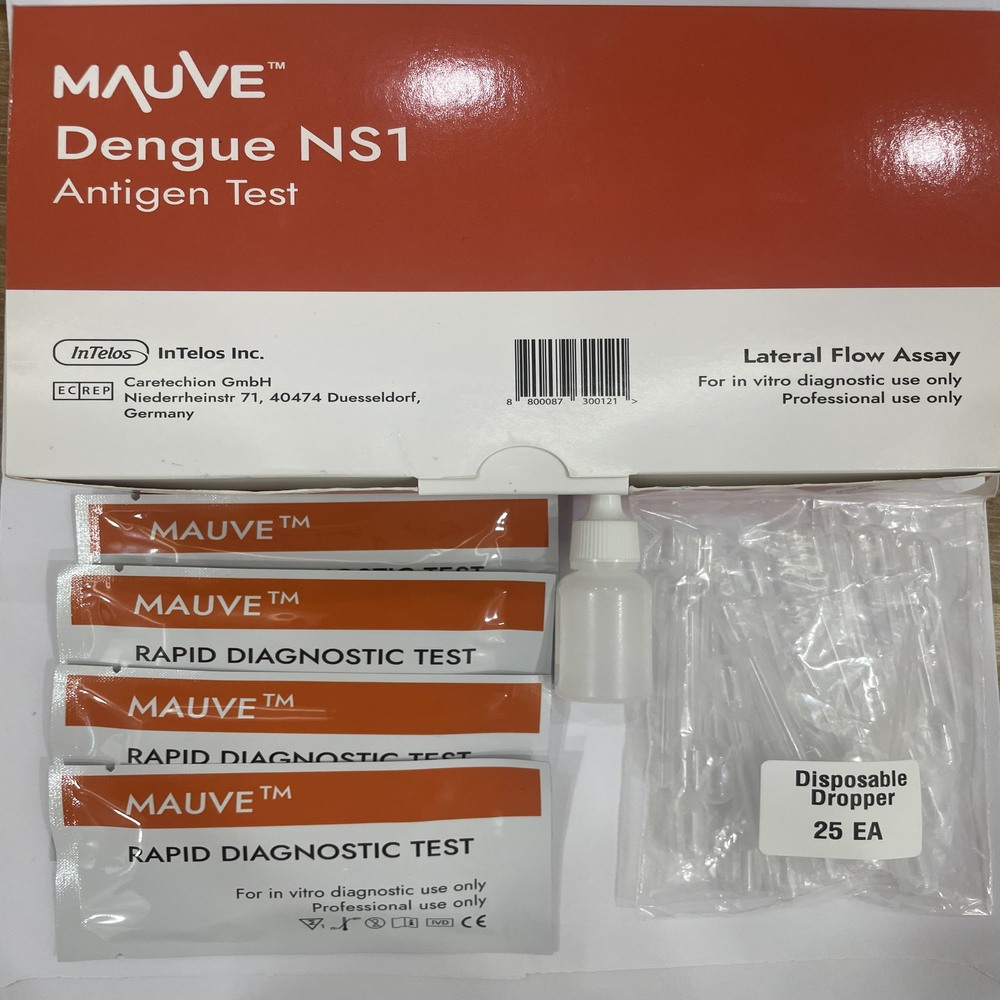 MAUVE™
Dengue NS1
Antigen Test
InTelos InTelos Inc.
EC REP Caretechion GmbH
Niederrheinstr 71, 40474 Duesseldorf,
Germany
8 800087 300121 >
Lateral Flow Assay
For in vitro diagnostic use only
Professional use only
MAUVE™
MAUVE™
RAPID DIAGNOSTIC TEST
MAUVE™
RAPID DIAGNOSTIC TEST
MAUVE™
RAPID DIAGNOSTIC TEST
For in vitro diagnostic use only
Professional use only
IVD CE
Disposable
Dropper
25 EA